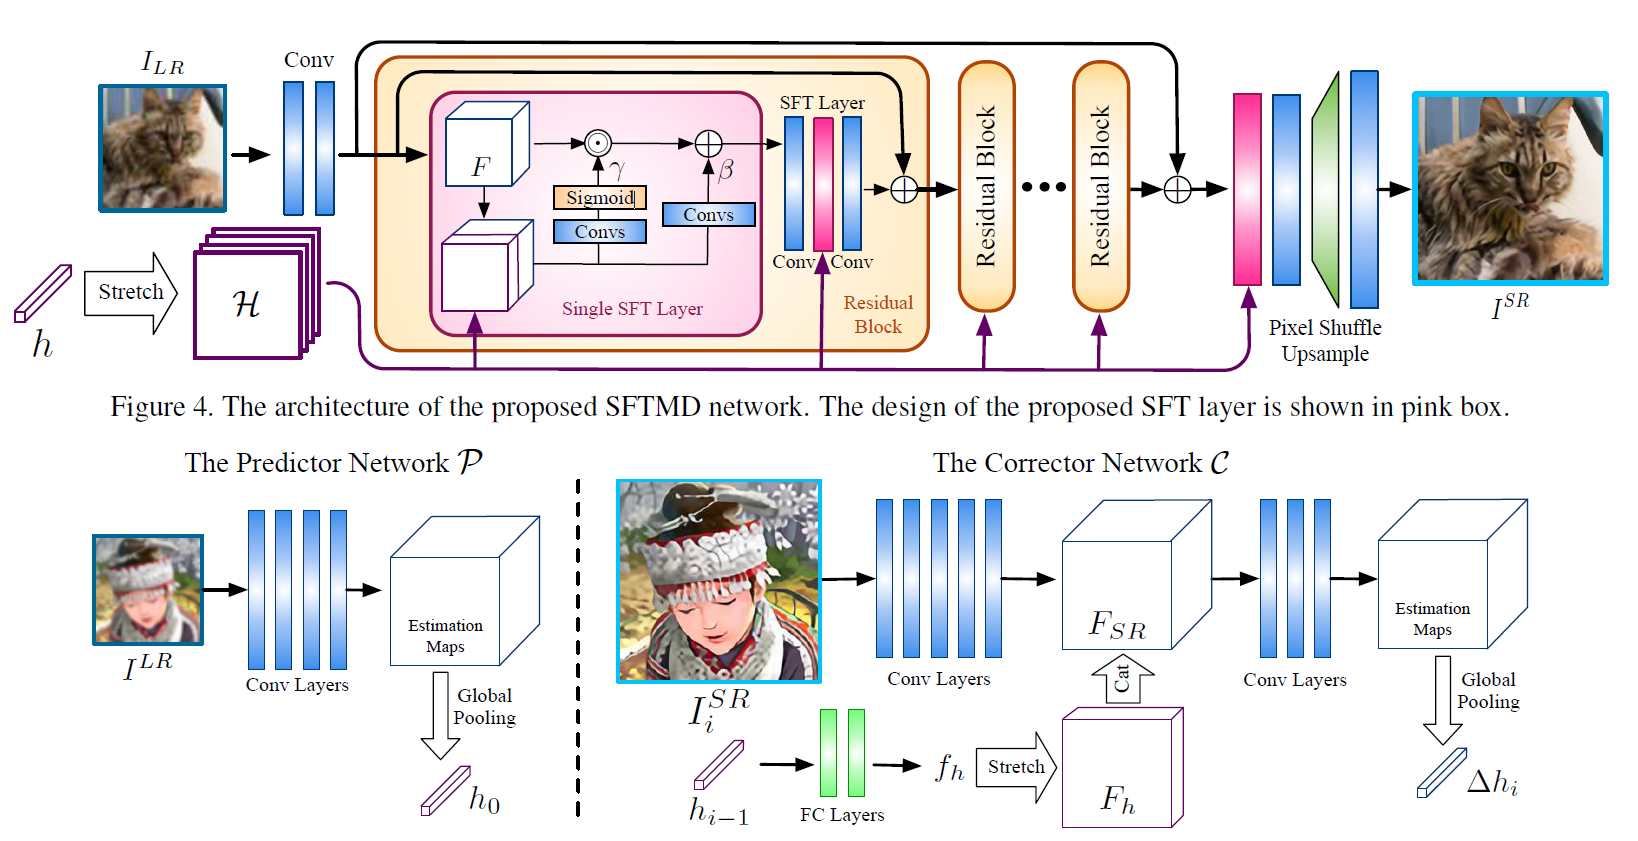 I_{LR}
Conv
F
γ
Sigmoid
Convs
β
Convs
Single SFT Layer
SFT Layer
Conv
Conv
Residual
Block
Residual Block
Residual Block
Pixel Shuffle
Upsample
I^{SR}
h
Stretch
ℋ
Figure 4. The architecture of the proposed SFTMD network. The design of the proposed SFT layer is shown in pink box.
The Predictor Network 𝒫
I^{LR}
Conv Layers
Estimation
Maps
Global
Pooling
h_0
The Corrector Network 𝒞
I_i^{SR}
Conv Layers
F_{SR}
Cat
Conv Layers
Estimation
Maps
Global
Pooling
Δh_i
h_{i−1}
FC Layers
f_h
Stretch
F_h